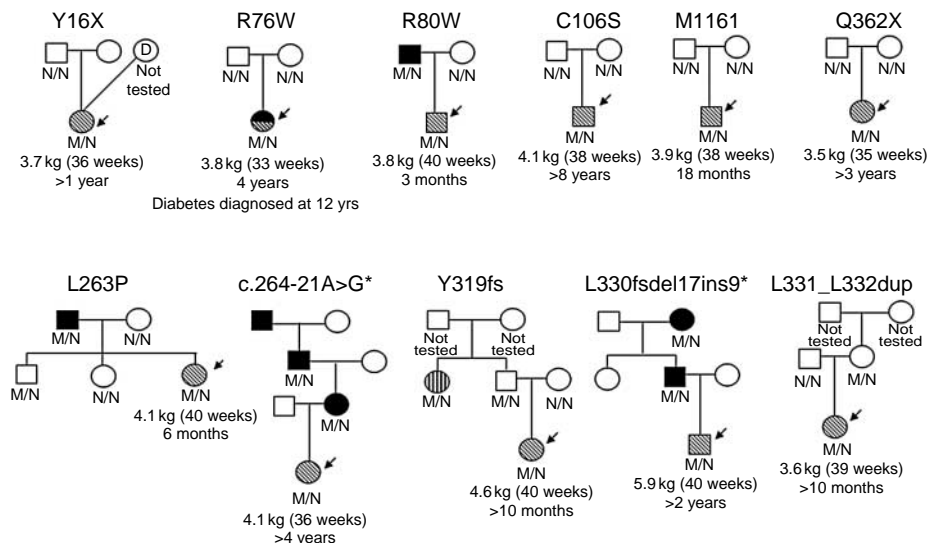 Y16X
D
Not
tested
N/N
M/N
3.7 kg (36 weeks)
>1 year
R76W
N/N N/N
M/N
3.8 kg (33 weeks)
4 years
Diabetes diagnosed at 12 yrs
R80W
M/N N/N
M/N
3.8 kg (40 weeks)
3 months
C106S
N/N N/N
M/N
4.1 kg (38 weeks)
>8 years
M1161
N/N N/N
M/N
3.9 kg (38 weeks)
18 months
Q362X
N/N N/N
M/N
3.5 kg (35 weeks)
>3 years
L263P
M/N N/N
M/N N/N M/N
4.1 kg (40 weeks)
6 months
c.264-21A>G*
M/N
M/N
M/N
4.1 kg (36 weeks)
>4 years
Y319fs
Not
tested
Not
tested
M/N M/N N/N
M/N
4.6 kg (40 weeks)
>10 months
L330fsdel17ins9*
M/N
M/N
M/N
5.9 kg (40 weeks)
>2 years
L331_L332dup
Not
tested
Not
tested
N/N M/N
M/N
3.6 kg (39 weeks)
>10 months